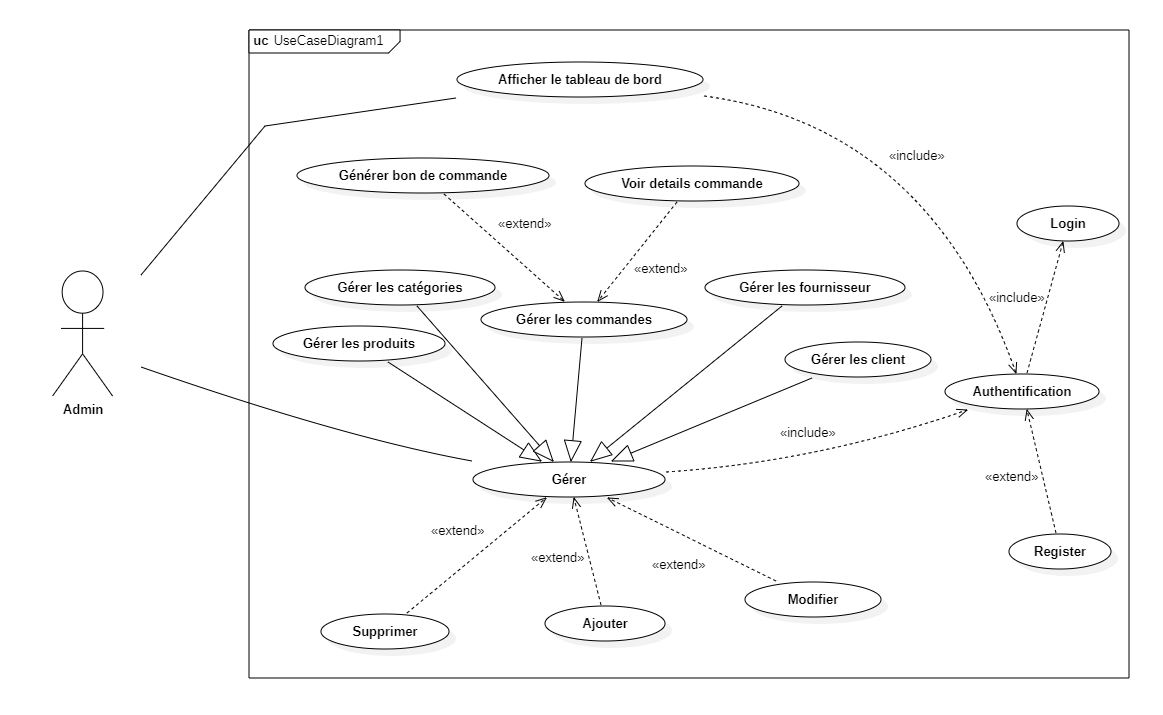 uc UseCaseDiagram1
Afficher le tableau de bord
«include»
Générer bon de commande
Voir details commande
«extend»
Login
«extend»
Gérer les catégories
Gérer les fournisseur
«include»
Gérer les commandes
Gérer les produits
Gérer les client
Authentification
Admin
«include»
Gérer
«extend»
«extend»
«extend»
«extend»
Register
Modifier
Ajouter
Supprimer